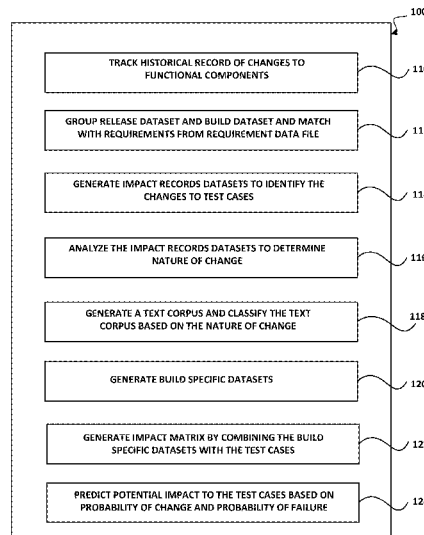 100
TRACK HISTORICAL RECORD OF CHANGES TO
FUNCTIONAL COMPONENTS
GROUP RELEASE DATASET AND BUILD DATASET AND MATCH
WITH REQUIREMENTS FROM REQUIREMENT DATA FILE
GENERATE IMPACT RECORDS DATASETS TO IDENTIFY THE
CHANGES TO TEST CASES
ANALYZE THE IMPACT RECORDS DATASETS TO DETERMINE
NATURE OF CHANGE
116
GENERATE A TEXT CORPUS AND CLASSIFY THE TEXT
CORPUS BASED ON THE NATURE OF CHANGE
118
GENERATE BUILD SPECIFIC DATASETS
120
GENERATE IMPACT MATRIX BY COMBINING THE BUILD
SPECIFIC DATASETS WITH THE TEST CASES
PREDICT POTENTIAL IMPACT TO THE TEST CASES BASED ON
PROBABILITY OF CHANGE AND PROBABILITY OF FAILURE